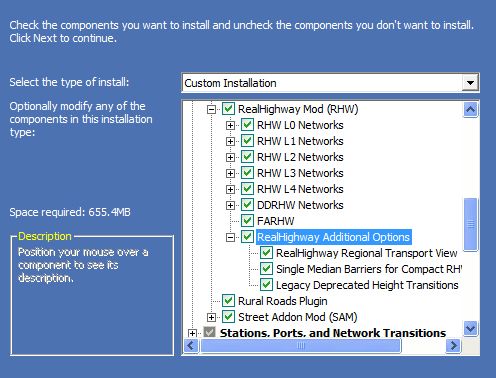 Check the components you want to install and uncheck the components you don't want to install.
Click Next to continue.
Select the type of install:
Custom Installation
Optionally modify any of the
components in this installation
type:
RealHighway Mod (RHW)
RHW L0 Networks
RHW L1 Networks
RHW L2 Networks
RHW L3 Networks
RHW L4 Networks
DDRHW Networks
FARHW
RealHighway Additional Options
RealHighway Regional Transport View
Single Median Barriers for Compact RH
Legacy Deprecated Height Transitions
Rural Roads Plugin
Street Addon Mod (SAM)
Stations, Ports, and Network Transitions
Space required: 655.4MB
Description
Position your mouse over a
component to see its
description.